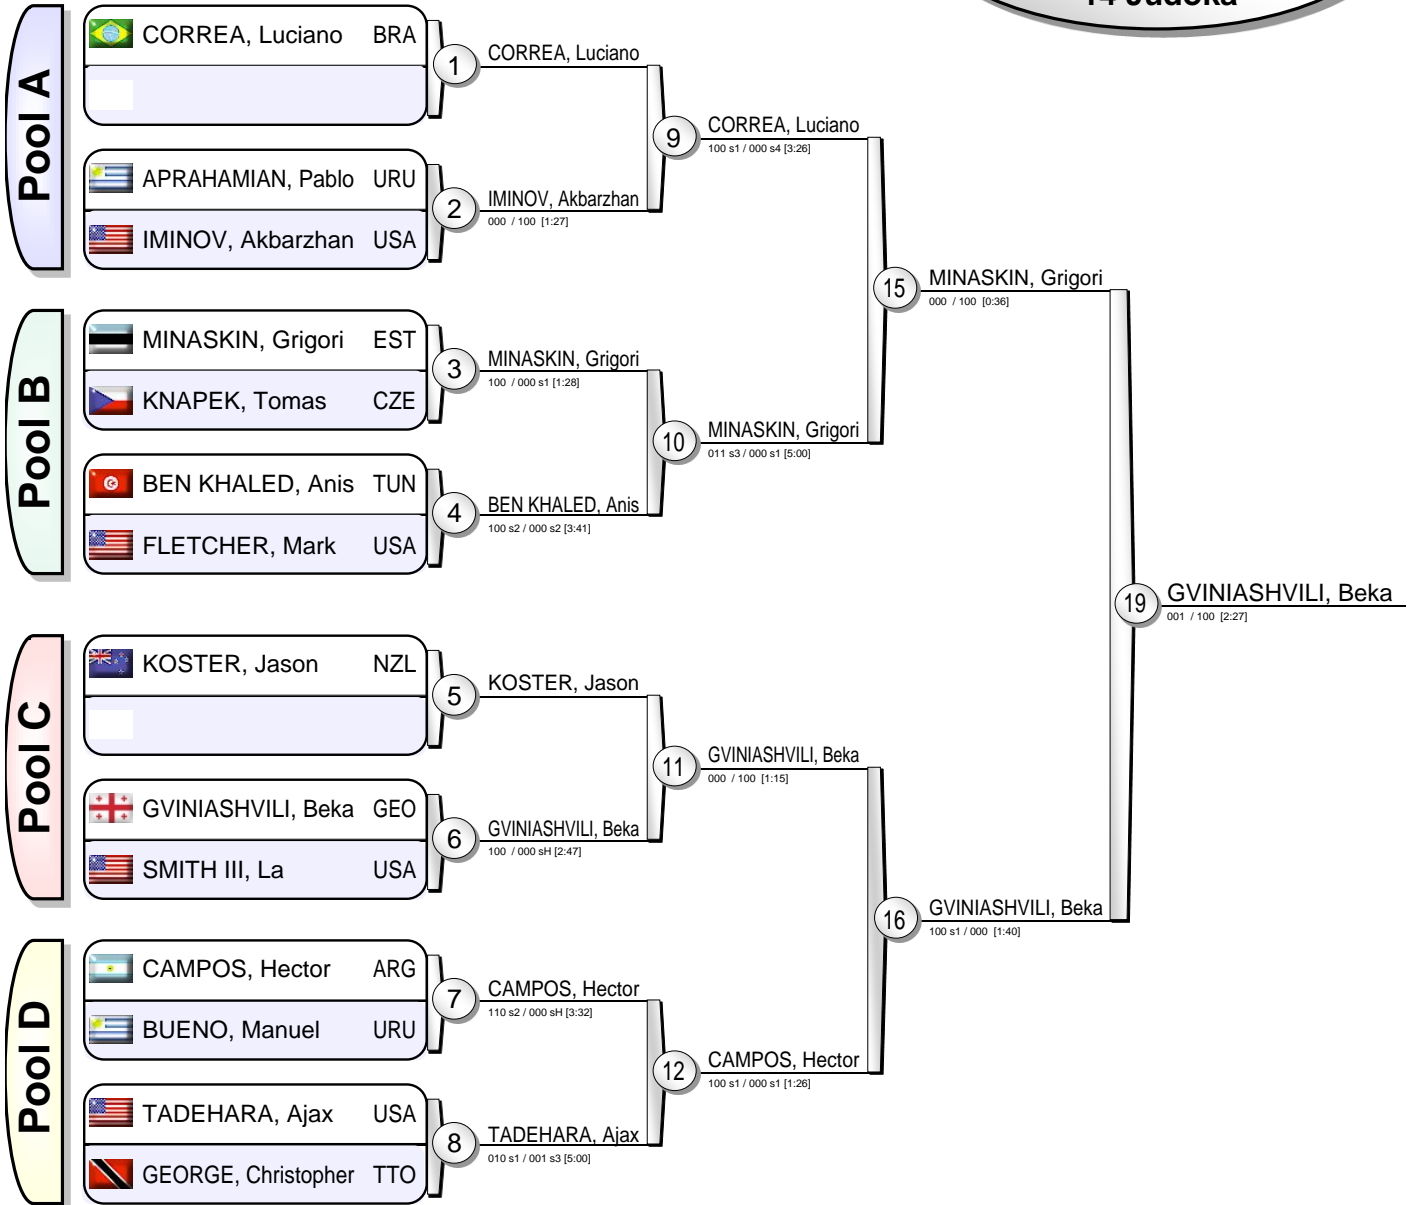 14 Judoka
Pool A
CORREA, Luciano BRA
1
CORREA, Luciano
APRAHAMIAN, Pablo URU
IMINOV, Akbarzhan USA
2
IMINOV, Akbarzhan
000 / 100 [1:27]
9
CORREA, Luciano
100 s1 / 000 s4 [3:26]
Pool B
MINASKIN, Grigori EST
KNAPEK, Tomas CZE
3
MINASKIN, Grigori
100 / 000 s1 [1:28]
BEN KHALED, Anis TUN
FLETCHER, Mark USA
4
BEN KHALED, Anis
100 s2 / 000 s2 [3:41]
10
MINASKIN, Grigori
011 s3 / 000 s1 [5:00]
15
MINASKIN, Grigori
000 / 100 [0:36]
Pool C
KOSTER, Jason NZL
5
KOSTER, Jason
GVINIASHVILI, Beka GEO
SMITH III, La USA
6
GVINIASHVILI, Beka
100 / 000 sH [2:47]
11
GVINIASHVILI, Beka
000 / 100 [1:15]
Pool D
CAMPOS, Hector ARG
BUENO, Manuel URU
7
CAMPOS, Hector
110 s2 / 000 sH [3:32]
TADEHARA, Ajax USA
GEORGE, Christopher TTO
8
TADEHARA, Ajax
010 s1 / 001 s3 [5:00]
12
CAMPOS, Hector
100 s1 / 000 s1 [1:26]
16
GVINIASHVILI, Beka
100 s1 / 000 [1:40]
19
GVINIASHVILI, Beka
001 / 100 [2:27]